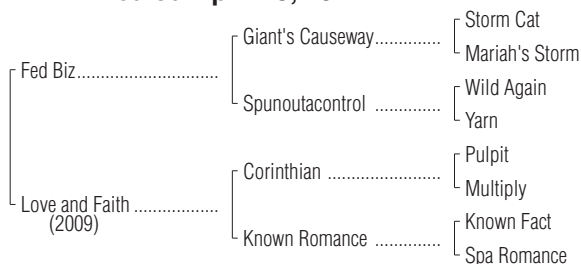 Storm Cat
Giant's Causeway..............
Mariah's Storm
Fed Biz..............................
Wild Again
Spunoutacontrol ..............
Yarn
Pulpit
Corinthian ........................
Multiply
Love and Faith ..................
(2009)
Known Fact
Known Romance ..............
Spa Romance